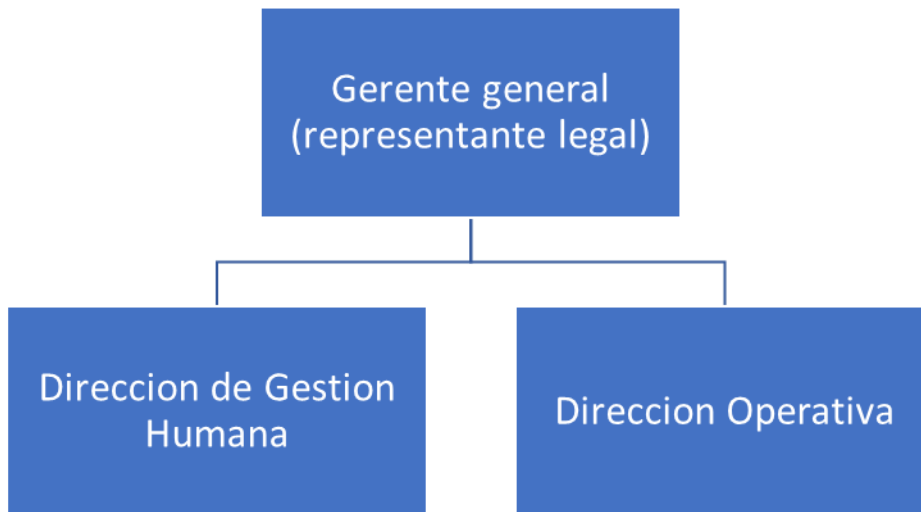 Gerente general
(representante legal)
Direccion de Gestion
Humana
Direccion Operativa